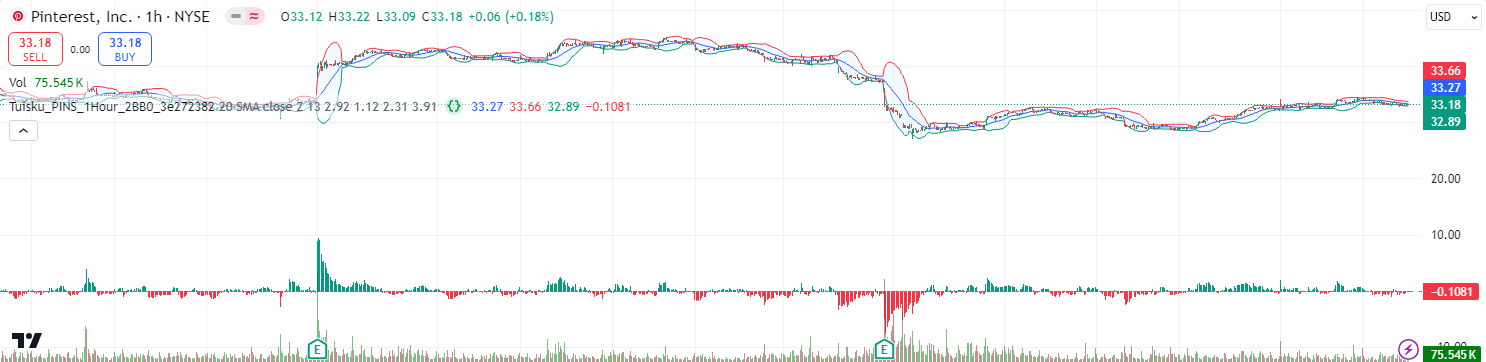 Pinterest, Inc. · 1h · NYSE O33.12 H33.22 L33.09 C33.18 +0.06 (+0.18%)
USD
33.18 SELL
0.00
33.18 BUY
Vol 75.545 K
Tuisku_PINS_1Hour_2BB0_3e272382 20 SMA close 2 13 2.92 1.12 2.31 3.91 {} 33.27 33.66 32.89 −0.1081
33.66
33.27
33.18
32.89
20.00
10.00
−0.1081
E
E
75.545 K